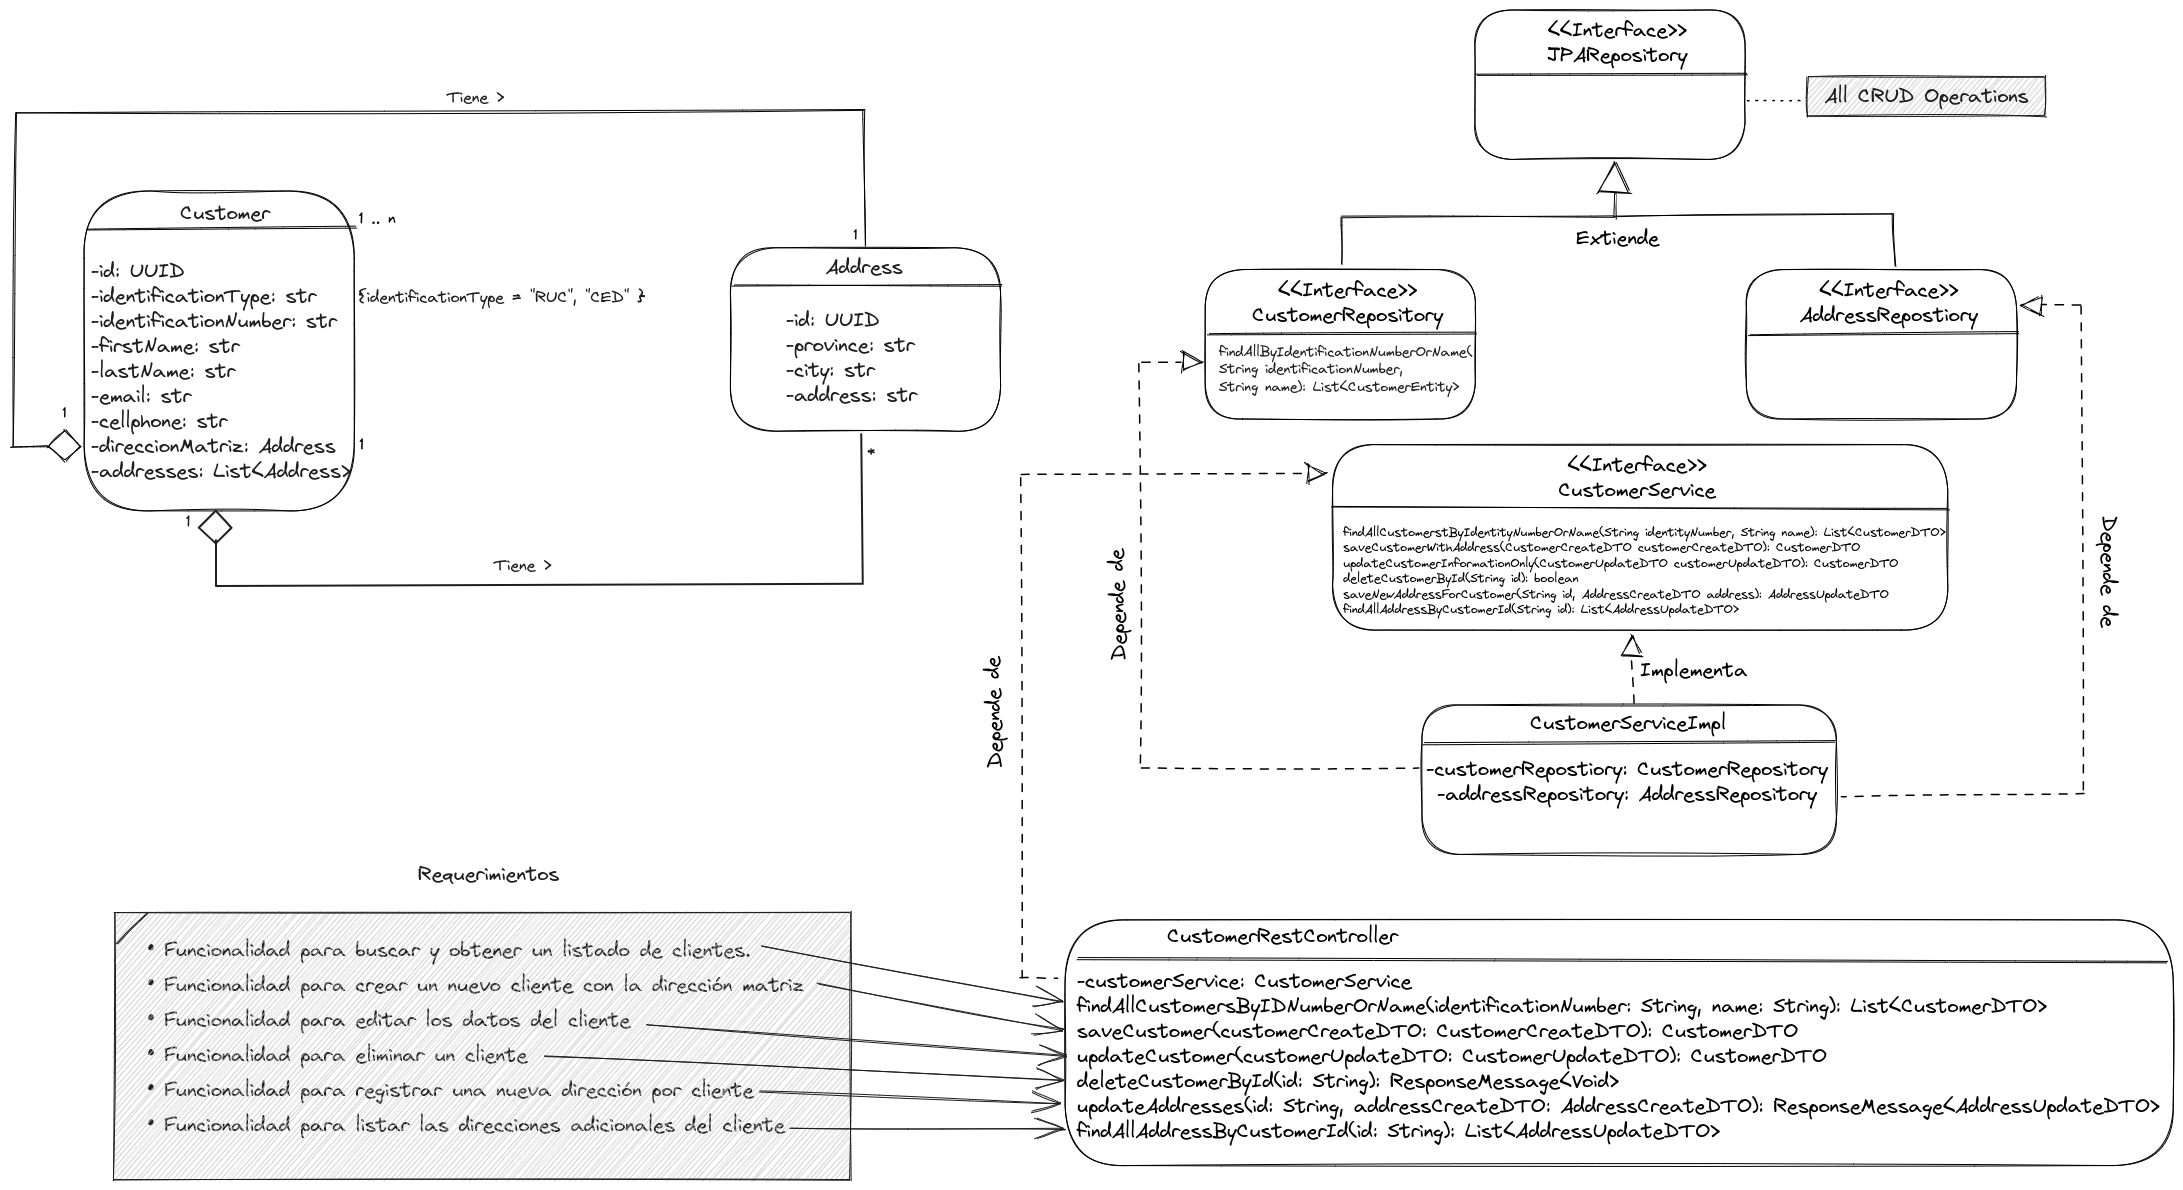 Tiene >
Customer
1 .. n
-id: UUID
-identificationType: str
{identificationType = "RUC", "CED" }
-identificationNumber: str
-firstName: str
-lastName: str
-email: str
-cellphone: str
-direccionMatriz: Address
-addresses: List<Address>
1
1
1
Tiene >
1
Address
-id: UUID
-province: str
-city: str
-address: str
*
<<Interface>>
JPARepository
All CRUD Operations
Extiende
<<Interface>>
CustomerRepository
findAllByIdentificationNumberOrName(
String identificationNumber,
String name): List<CustomerEntity>
<<Interface>>
AddressRepostiory
<<Interface>>
CustomerService
findAllCustomerstByIdentityNumberOrName(String identityNumber, String name): List<CustomerDTO>
saveCustomerWithAddress(CustomerCreateDTO customerCreateDTO): CustomerDTO
updateCustomerInformationOnly(CustomerUpdateDTO customerUpdateDTO): CustomerDTO
deleteCustomerById(String id): boolean
saveNewAddressForCustomer(String id, AddressCreateDTO address): AddressUpdateDTO
findAllAddressByCustomerId(String id): List<AddressUpdateDTO>
Depende de
Depende de
Depende de
Implementa
CustomerServiceImpl
-customerRepostiory: CustomerRepository
-addressRepository: AddressRepository
Requerimientos
• Funcionalidad para buscar y obtener un listado de clientes.
• Funcionalidad para crear un nuevo cliente con la dirección matriz
• Funcionalidad para editar los datos del cliente
• Funcionalidad para eliminar un cliente
• Funcionalidad para registrar una nueva dirección por cliente
• Funcionalidad para listar las direcciones adicionales del cliente
CustomerRestController
-customerService: CustomerService
findAllCustomersByIDNumberOrName(identificationNumber: String, name: String): List<CustomerDTO>
saveCustomer(customerCreateDTO: CustomerCreateDTO): CustomerDTO
updateCustomer(customerUpdateDTO: CustomerUpdateDTO): CustomerDTO
deleteCustomerById(id: String): ResponseMessage<Void>
updateAddresses(id: String, addressCreateDTO: AddressCreateDTO): ResponseMessage<AddressUpdateDTO>
findAllAddressByCustomerId(id: String): List<AddressUpdateDTO>